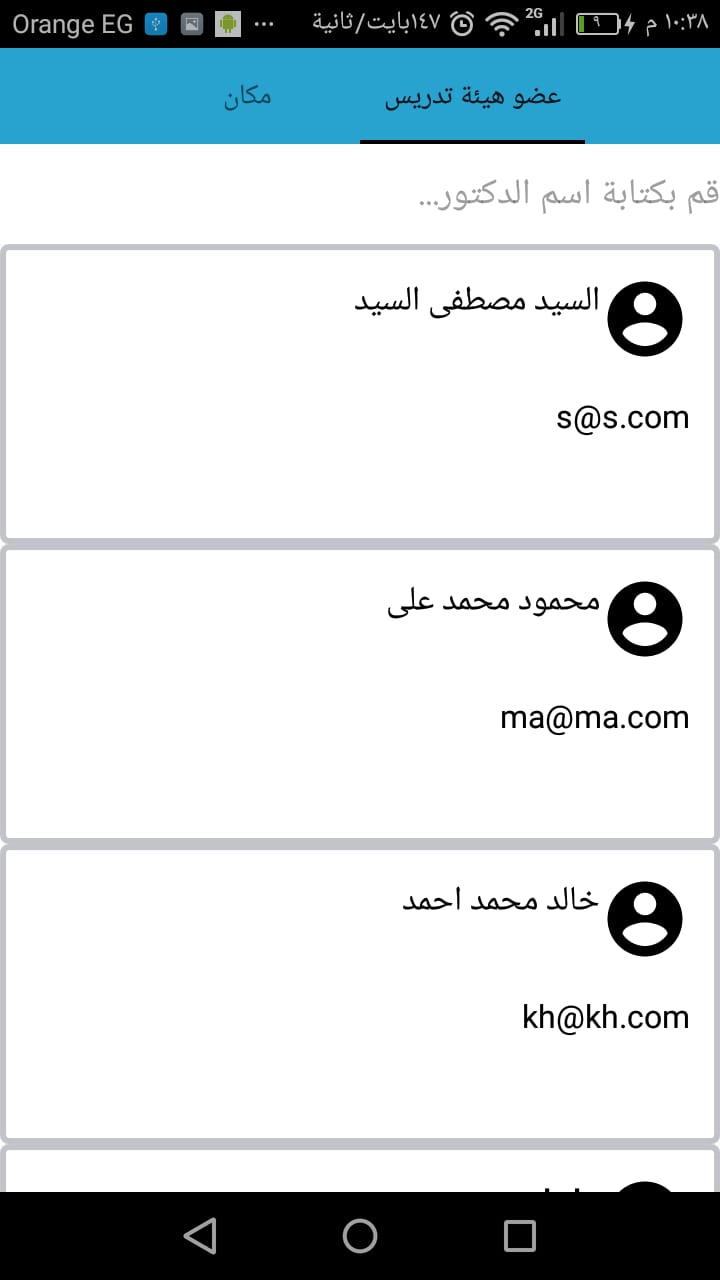 Orange EG ... ١٤٧بايت/ثانية 2G ٩ ١٠:٣٨ م
عضو هيئة تدريس
مكان
قم بكتابة اسم الدكتور...
السيد مصطفى السيد
s@s.com
محمود محمد على
ma@ma.com
خالد محمد احمد
kh@kh.com